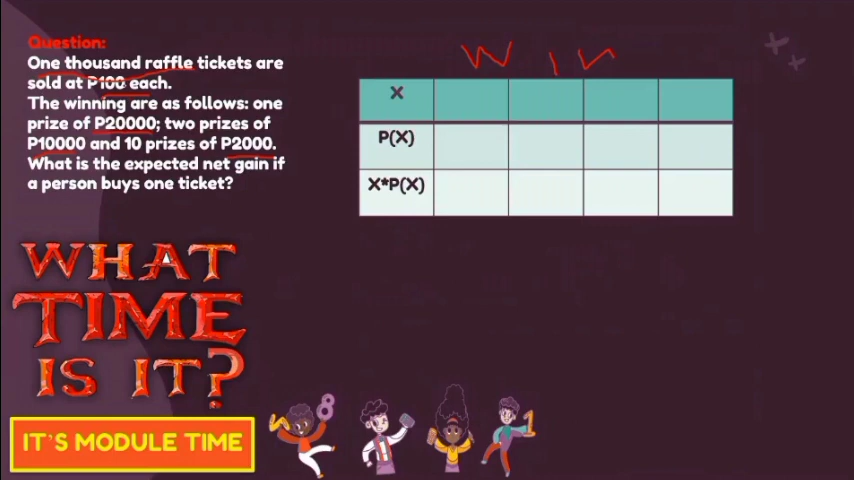 Question:
One thousand raffle tickets are
sold at P100 each.
The winning are as follows: one
prize of P20000; two prizes of
P10000 and 10 prizes of P2000.
What is the expected net gain if
a person buys one ticket?
W I N
X
P(X)
X*P(X)
WHAT
TIME
IS IT?
IT'S MODULE TIME
8
1